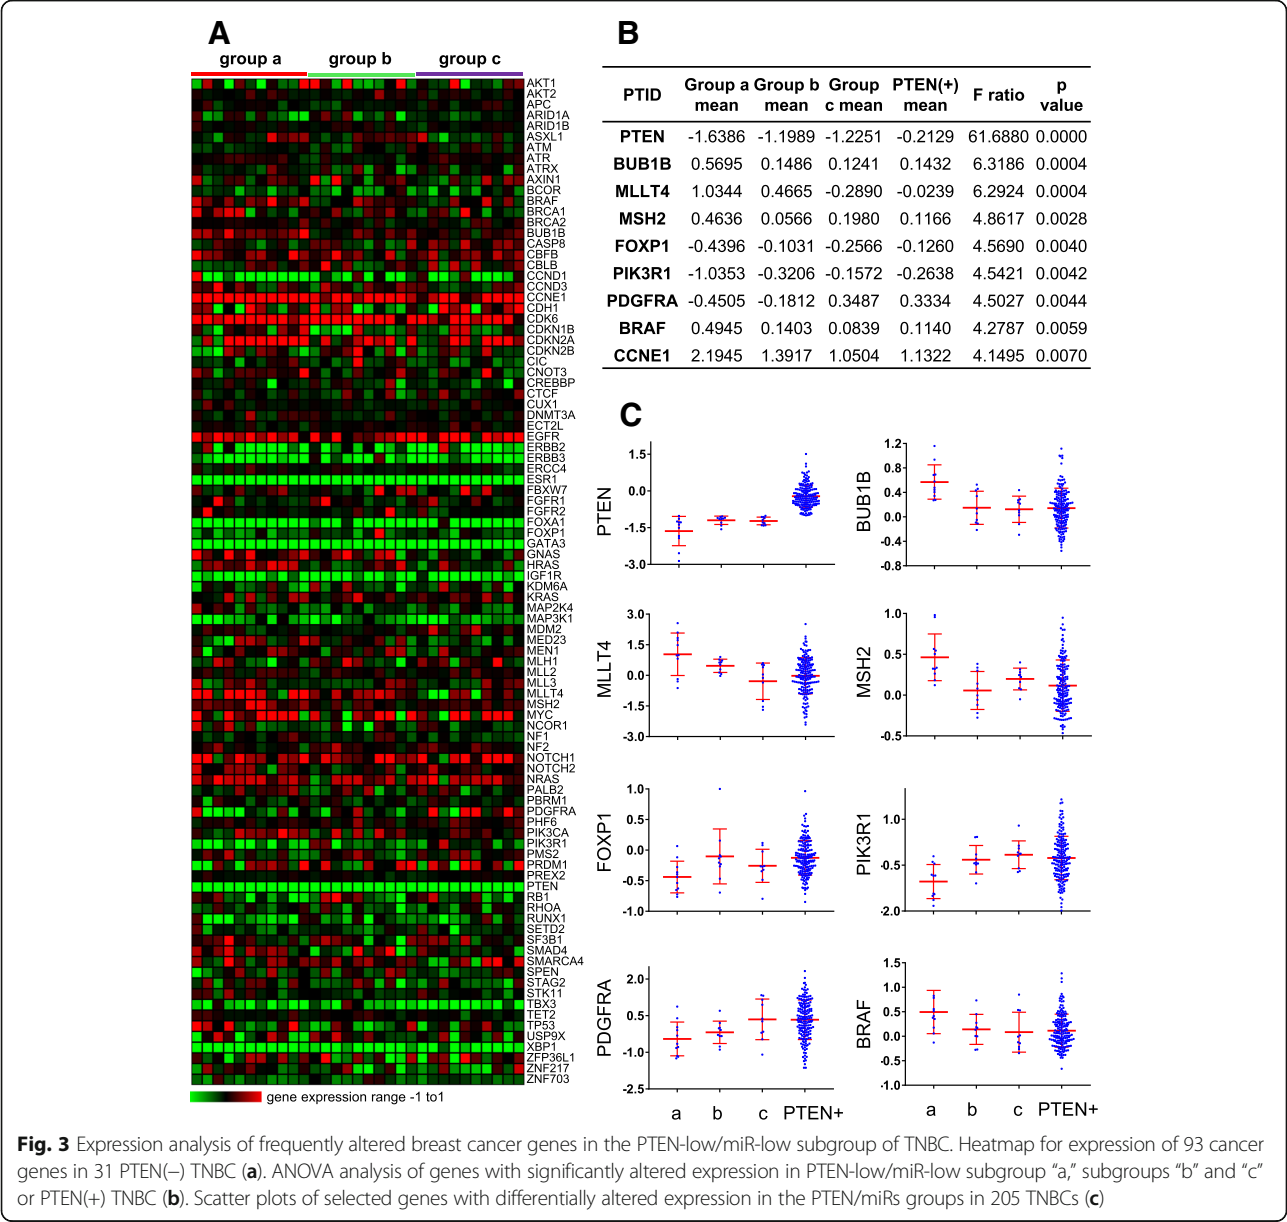 A
group a group b group c
AKT1
AKT2
APC
ARID1A
ARID1B
ASXL1
ATM
ATR
ATRX
AXIN1
BCOR
BRAF
BRCA1
BRCA2
BUB1B
CASP8
CBFB
CBLB
CCND1
CCND3
CCNE1
CDH1
CDK6
CDKN1B
CDKN2A
CDKN2B
CIC
CNOT3
CREBBP
CTCF
CUX1
DNMT3A
ECT2L
EGFR
ERBB2
ERBB3
ERCC4
ESR1
FBXW7
FGFR1
FGFR2
FOXA1
FOXP1
GATA3
GNAS
HRAS
IGF1R
KDM6A
KRAS
MAP2K4
MAP3K1
MDM2
MED23
MEN1
MLH1
MLL2
MLL3
MLLT4
MSH2
MYC
NCOR1
NF1
NF2
NOTCH1
NOTCH2
NRAS
PALB2
PBRM1
PDGFRA
PHF6
PIK3CA
PIK3R1
PMS2
PRDM1
PREX2
PTEN
RB1
RHOA
RUNX1
SETD2
SF3B1
SMAD4
SMARCA4
SPEN
STAG2
STK11
TBX3
TET2
TP53
USP9X
XBP1
ZFP36L1
ZNF217
ZNF703
gene expression range -1 to1
B
PTID Group a mean Group b mean Group c mean PTEN(+) mean F ratio p value
PTEN -1.6386 -1.1989 -1.2251 -0.2129 61.6880 0.0000
BUB1B 0.5695 0.1486 0.1241 0.1432 6.3186 0.0004
MLLT4 1.0344 0.4665 -0.2890 -0.0239 6.2924 0.0004
MSH2 0.4636 0.0566 0.1980 0.1166 4.8617 0.0028
FOXP1 -0.4396 -0.1031 -0.2566 -0.1260 4.5690 0.0040
PIK3R1 -1.0353 -0.3206 -0.1572 -0.2638 4.5421 0.0042
PDGFRA -0.4505 -0.1812 0.3487 0.3334 4.5027 0.0044
BRAF 0.4945 0.1403 0.0839 0.1140 4.2787 0.0059
CCNE1 2.1945 1.3917 1.0504 1.1322 4.1495 0.0070
C
PTEN
1.5
0.0
-1.5
-3.0
BUB1B
1.2
0.8
0.4
0.0
-0.4
-0.8
MLLT4
3.0
1.5
0.0
-1.5
-3.0
MSH2
1.0
0.5
0.0
-0.5
FOXP1
1.0
0.5
0.0
-0.5
-1.0
PIK3R1
1.0
-0.5
-2.0
PDGFRA
2.0
0.5
-1.0
-2.5
a b c PTEN+
BRAF
1.5
1.0
0.5
0.0
-0.5
-1.0
a b c PTEN+
Fig. 3 Expression analysis of frequently altered breast cancer genes in the PTEN-low/miR-low subgroup of TNBC. Heatmap for expression of 93 cancer
genes in 31 PTEN(−) TNBC (a). ANOVA analysis of genes with significantly altered expression in PTEN-low/miR-low subgroup “a,” subgroups “b” and “c”
or PTEN(+) TNBC (b). Scatter plots of selected genes with differentially altered expression in the PTEN/miRs groups in 205 TNBCs (c)